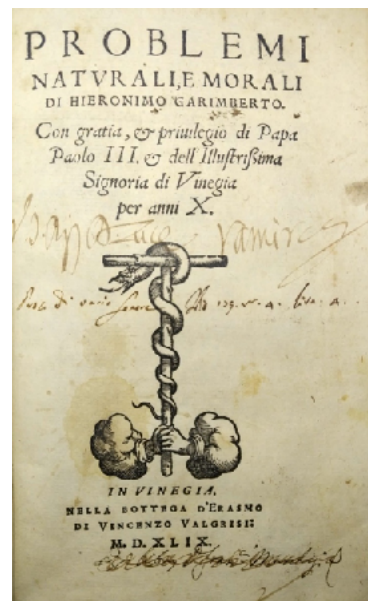 PROBLEMI
NATVRALI, E MORALI
DI HIERONIMO GARIMBERTO.
Con gratia, & priuilegio di Papa
Paolo III. & dell'Illustrissima
Signoria di Vinegia
per anni X.
IN VINEGIA,
NELLA BOTTEGA D'ERASMO
DI VINCENZO VALGRISI:
M. D. XLIX.